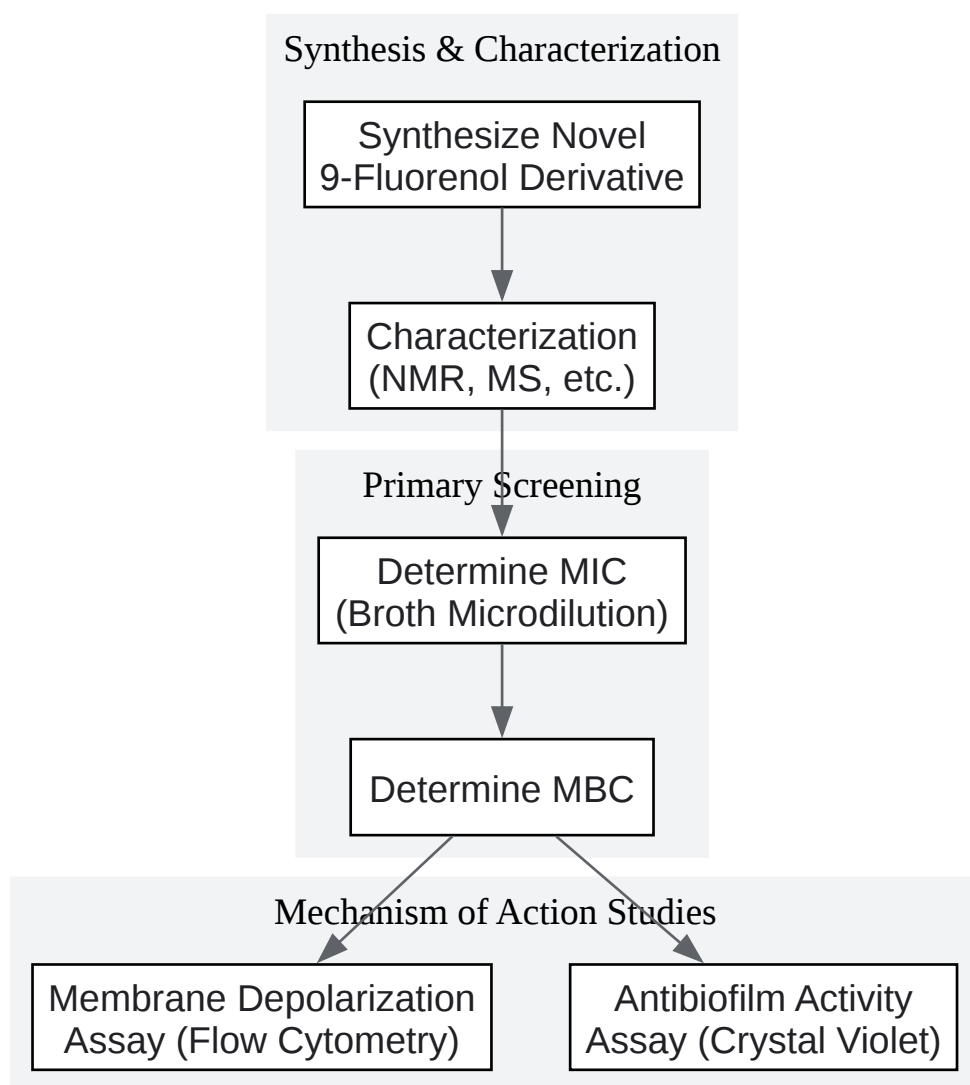 Synthesis & Characterization
Synthesize Novel
9-Fluorenol Derivative
Characterization
(NMR, MS, etc.)
Primary Screening
Determine MIC
(Broth Microdilution)
Determine MBC
Mechanism of Action Studies
Membrane Depolarization
Assay (Flow Cytometry)
Antibiofilm Activity
Assay (Crystal Violet)